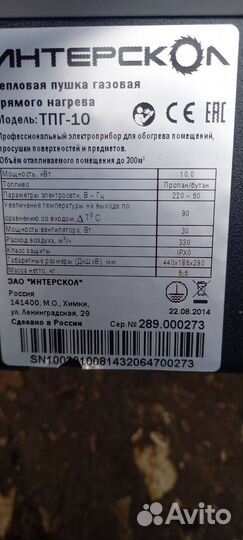 ИНТЕРСКОЛ
епловая пушка газовая
рямого нагрева
Модель: ТПГ-10
CE EAC
Профессиональный электроприбор для обогрева помещений,
просушки поверхностей и предметов.
Объём отапливаемого помещения до 300м³
Мощность, кВт 10,0
Топливо Пропан/бутан
Параметры электросети, В – Гц 220 – 50
Увеличение температуры на выходе по
сравнению со входом, ΔT°C 90
Мощность вентилятора, Вт 30
Расход воздуха, м³/ч 330
Класс защиты IPX0
Габаритные размеры (ДхШхВ) мм 440х186х290
Масса нетто, кг 5,5
ЗАО "ИНТЕРСКОЛ"
Россия
141400, М.О., Химки,
ул. Ленинградская, 29
22.08.2014
Сделано в России Сер.№ 289.000273
Avito